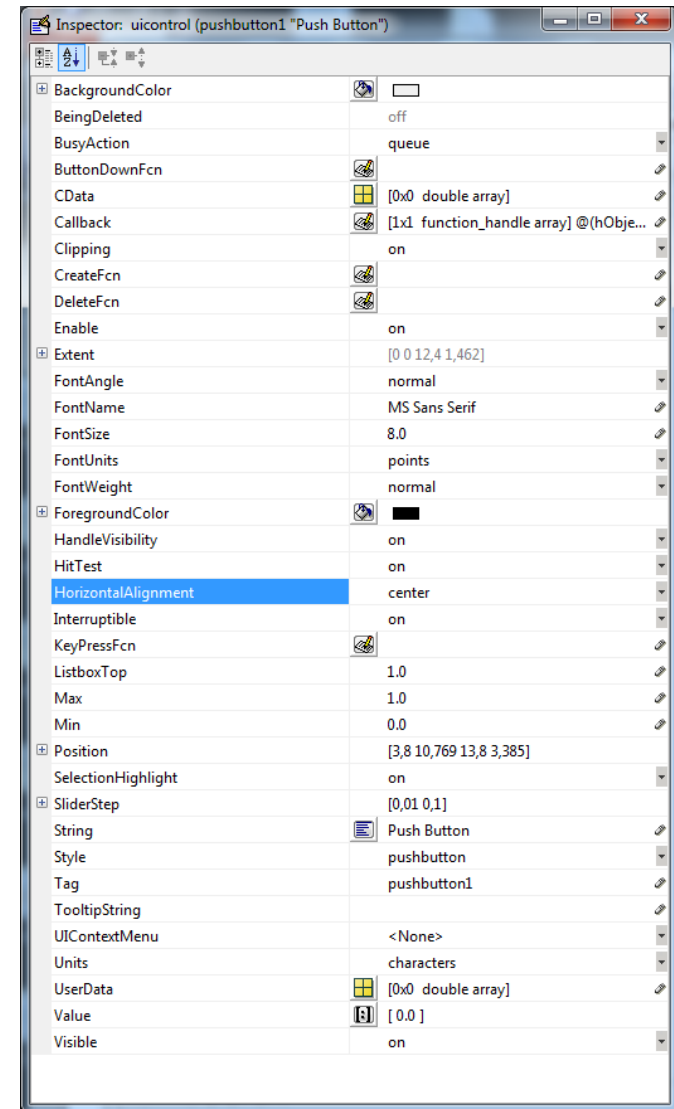 Inspector: uicontrol (pushbutton1 "Push Button")
BackgroundColor
BeingDeleted off
BusyAction queue
ButtonDownFcn
CData [0x0 double array]
Callback [1x1 function_handle array] @(hObje...
Clipping on
CreateFcn
DeleteFcn
Enable on
Extent [0 0 12,4 1,462]
FontAngle normal
FontName MS Sans Serif
FontSize 8.0
FontUnits points
FontWeight normal
ForegroundColor
HandleVisibility on
HitTest on
HorizontalAlignment center
Interruptible on
KeyPressFcn
ListboxTop 1.0
Max 1.0
Min 0.0
Position [3,8 10,769 13,8 3,385]
SelectionHighlight on
SliderStep [0,01 0,1]
String Push Button
Style pushbutton
Tag pushbutton1
TooltipString
UIContextMenu <None>
Units characters
UserData [0x0 double array]
Value [ 0.0 ]
Visible on